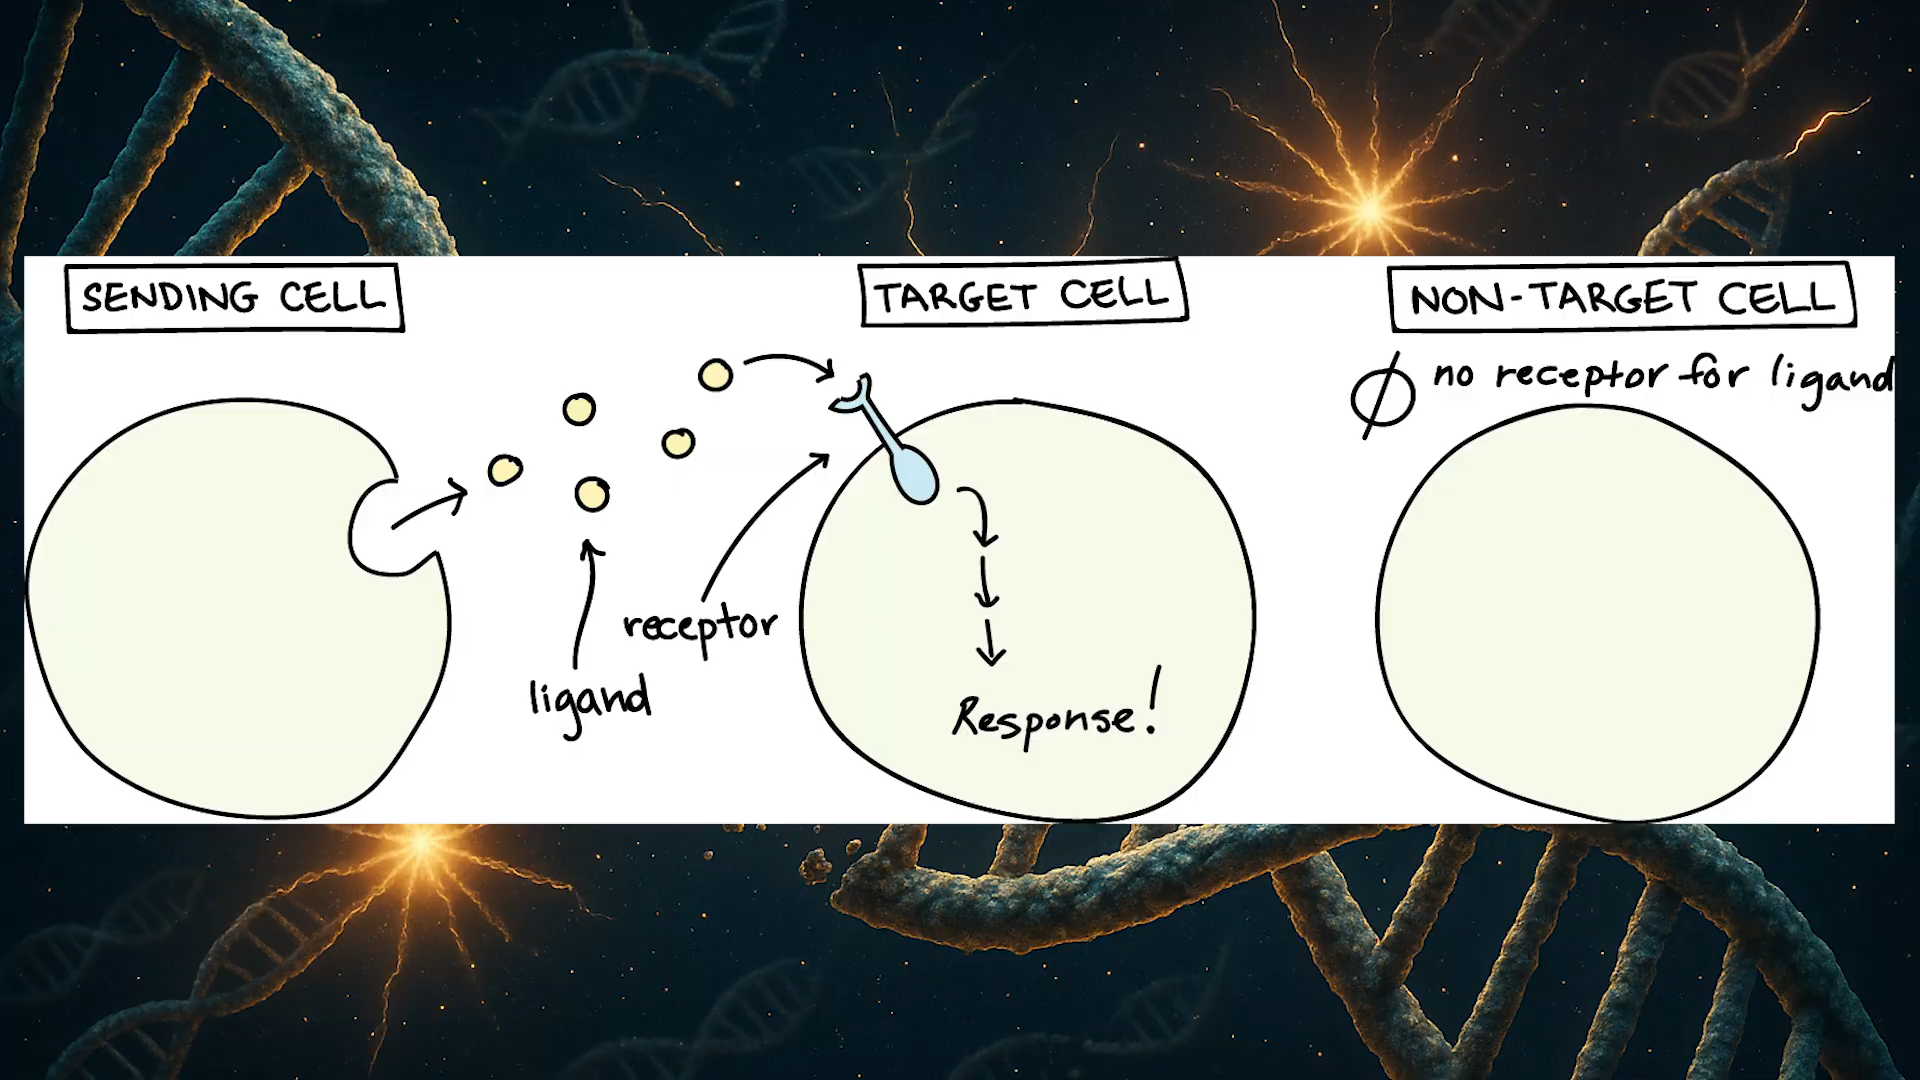 SENDING CELL
TARGET CELL
NON-TARGET CELL
Ø no receptor for ligand
receptor
ligand
Response!